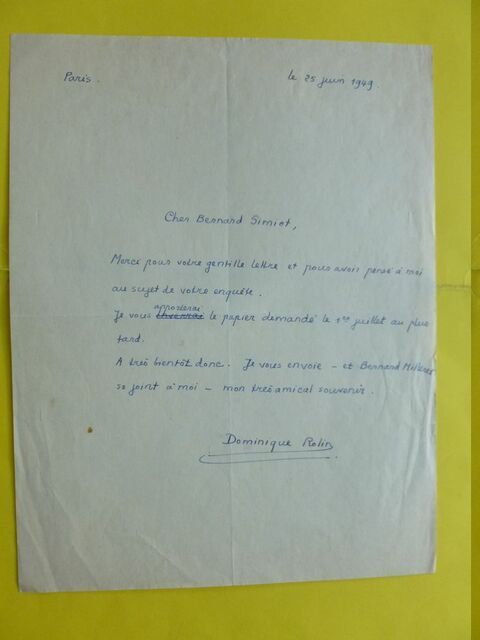 Paris.
le 25 juin 1949.
Cher Bernard Simiot,
Merci pour votre gentille lettre et pour avoir pensé à moi
au sujet de votre enquête.
apporterai
Je vous le papier demandé le 1er juillet au plus
tard.
A très bientôt donc. Je vous envoie – et Bernard
se joint à moi – mon très amical souvenir.
Dominique Rolin.